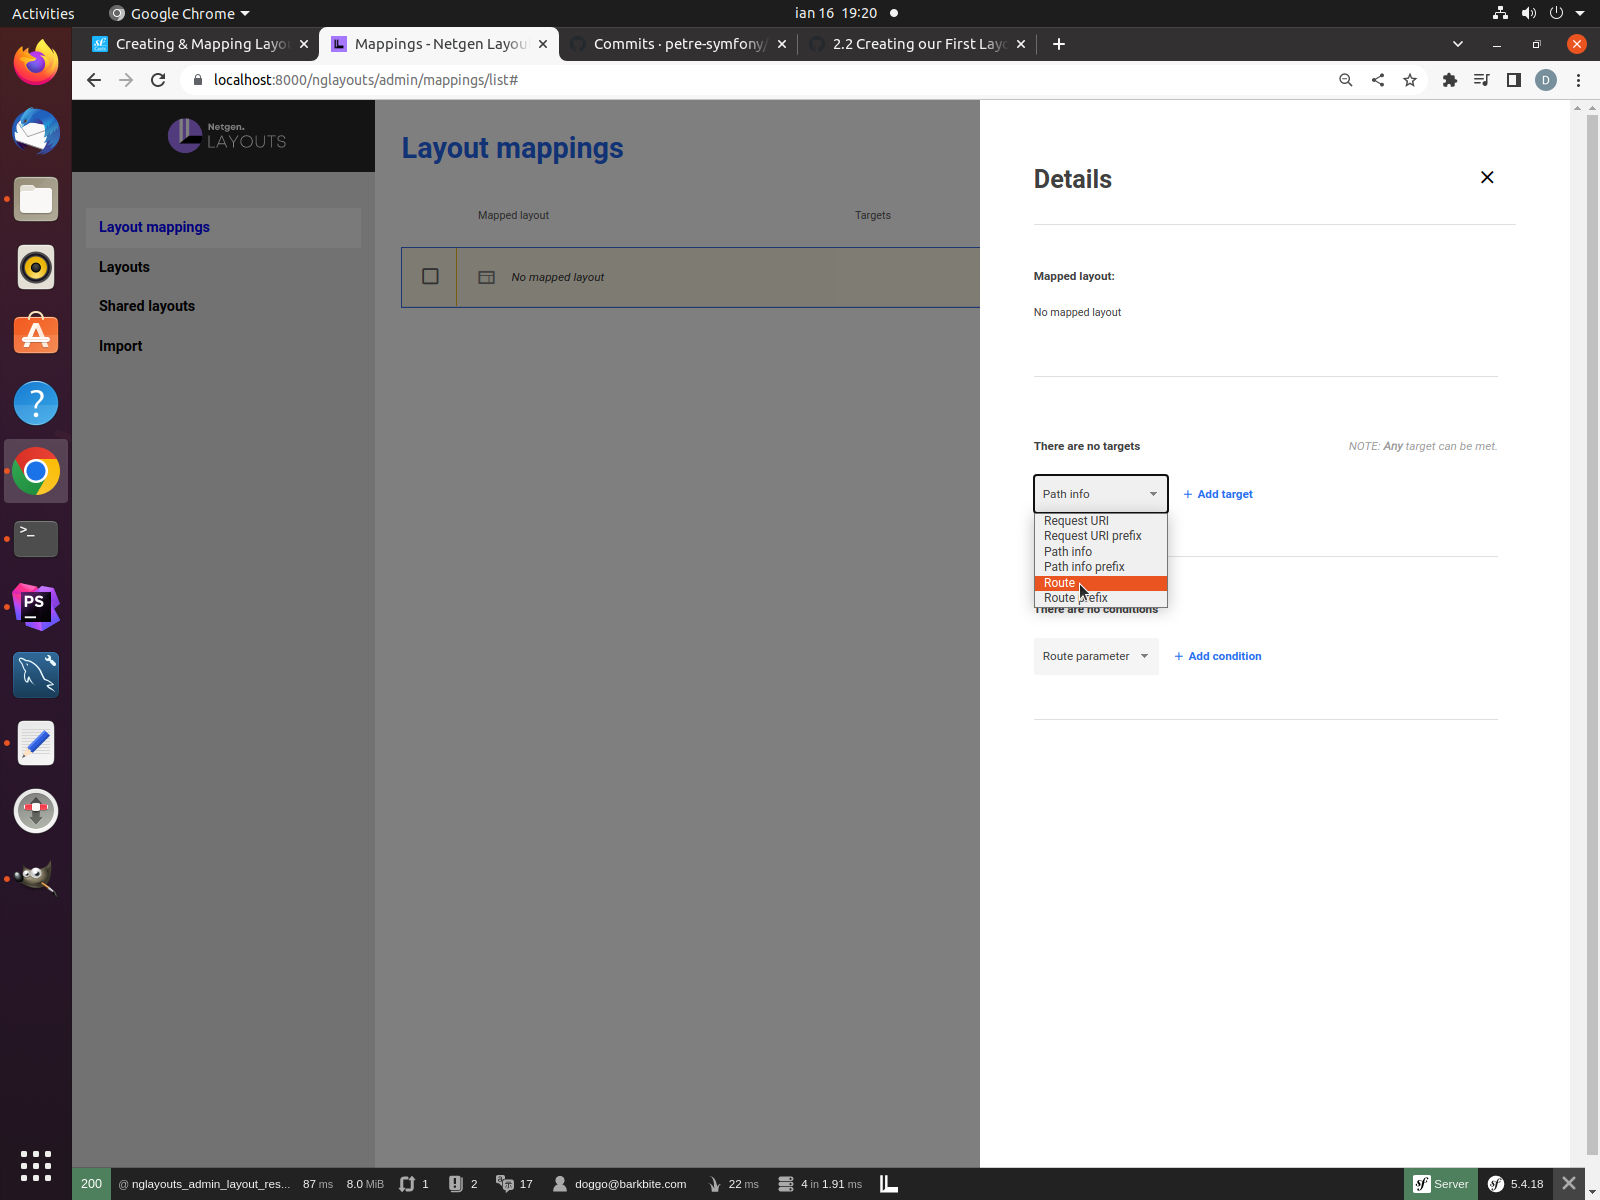 Activities
Google Chrome
ian 16 19:20
Creating & Mapping Layo
Mappings - Netgen Layou
Commits · petre-symfony/
2.2 Creating our First Layo
localhost:8000/nglayouts/admin/mappings/list#
D
Netgen.
LAYOUTS
Layout mappings
Layouts
Shared layouts
Import
Layout mappings
Mapped layout
Targets
No mapped layout
Details
Mapped layout:
No mapped layout
There are no targets
NOTE: Any target can be met.
Path info
+ Add target
Request URI
Request URI prefix
Path info
Path info prefix
Route
Route prefix
There are no conditions
Route parameter
+ Add condition
200
@ nglayouts_admin_layout_res...
87 ms
8.0 MiB
1
2
17
doggo@barkbite.com
22 ms
4 in 1.91 ms
Server
5.4.18